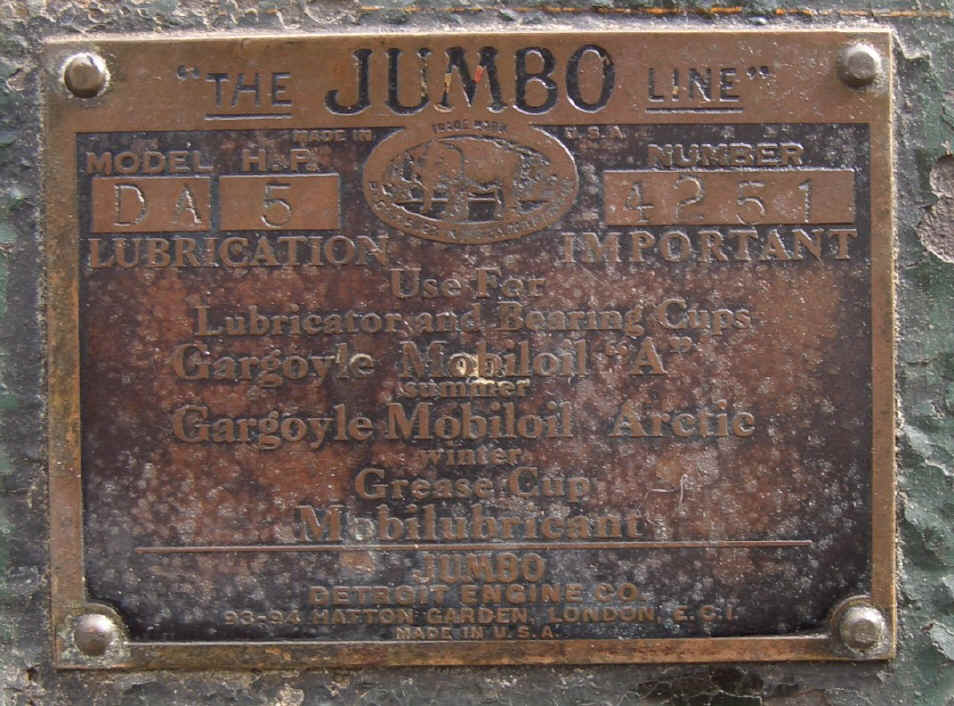 "THE JUMBO LINE"
MADE IN U.S.A.
TRADE MARK
MODEL H.P. NUMBER
DA 5 4251
LUBRICATION IMPORTANT
Use For
Lubricator and Bearing Cups
Gargoyle Mobiloil "A"
summer
Gargoyle Mobiloil Arctic
winter
Grease Cup
Mobilubricant
JUMBO
DETROIT ENGINE CO.
93-94 HATTON GARDEN, LONDON, E.C.I.
MADE IN U.S.A.